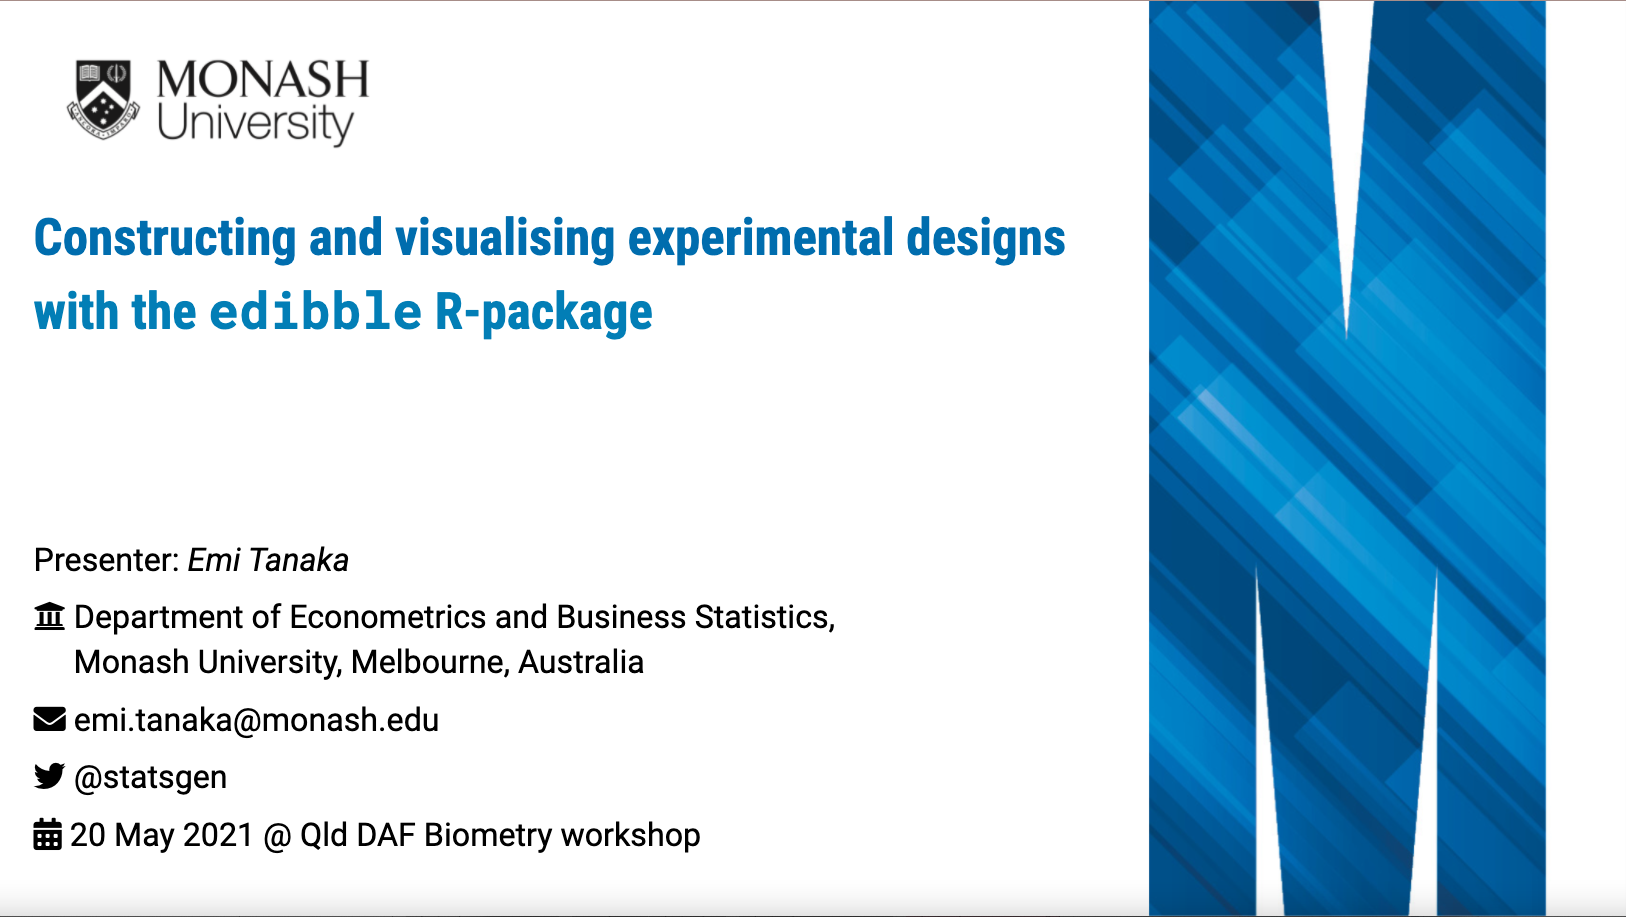 MONASH
University
Constructing and visualising experimental designs
with the edibble R-package
Presenter: Emi Tanaka
Department of Econometrics and Business Statistics,
Monash University, Melbourne, Australia
emi.tanaka@monash.edu
@statsgen
20 May 2021 @ Qld DAF Biometry workshop